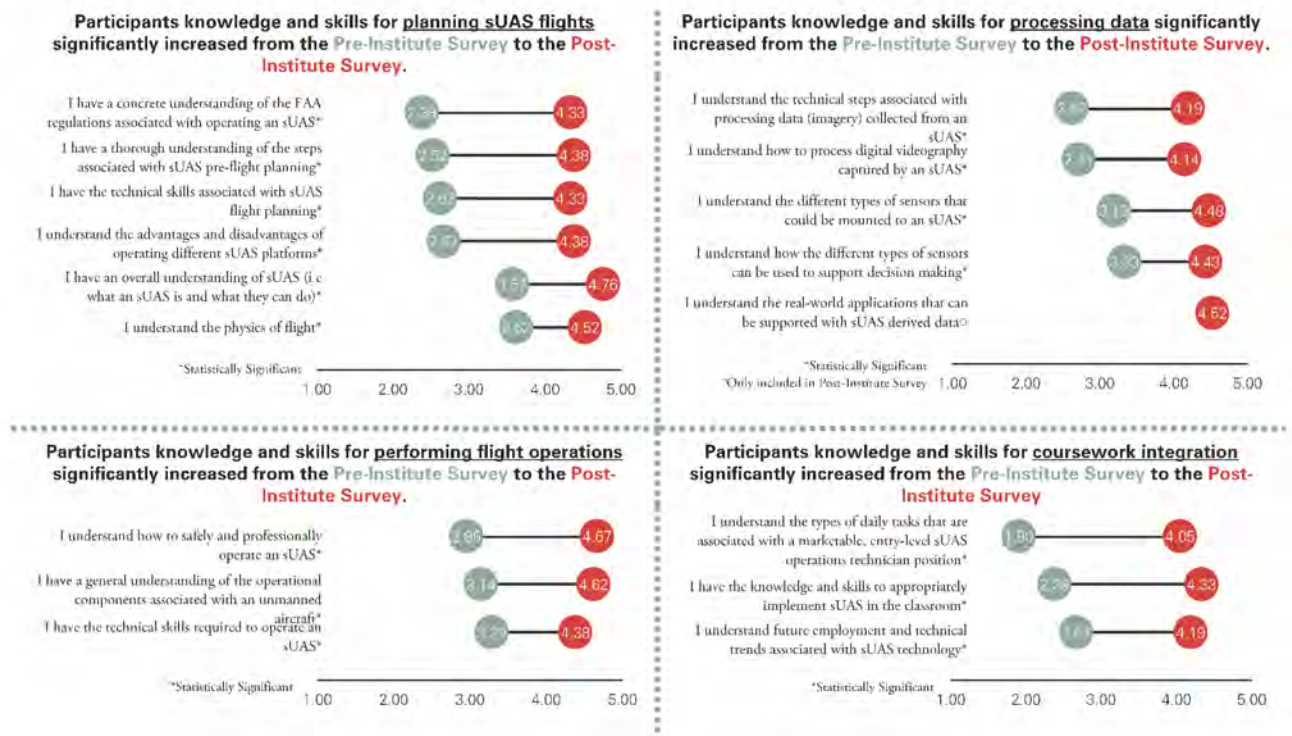 Participants knowledge and skills for planning sUAS flights
significantly increased from the Pre-Institute Survey to the Post-
Institute Survey.
I have a concrete understanding of the FAA
regulations associated with operating an sUAS*
4.33
I have a thorough understanding of the steps
associated with sUAS pre-flight planning*
2.52
4.38
I have the technical skills associated with sUAS
flight planning*
4.33
I understand the advantages and disadvantages of
operating different sUAS platforms*
4.38
I have an overall understanding of sUAS (i e
what an sUAS is and what they can do)*
4.76
I understand the physics of flight*
4.52
*Statistically Significant
1.00 2.00 3.00 4.00 5.00
Participants knowledge and skills for processing data significantly
increased from the Pre-Institute Survey to the Post-Institute Survey.
I understand the technical steps associated with
processing data (imagery) collected from an
sUAS*
4.19
I understand how to process digital videography
captured by an sUAS*
4.14
I understand the different types of sensors that
could be mounted to an sUAS*
4.48
I understand how the different types of sensors
can be used to support decision making*
4.43
I understand the real-world applications that can
be supported with sUAS derived data
4.62
*Statistically Significant
Only included in Post-Institute Survey 1.00 2.00 3.00 4.00 5.00
Participants knowledge and skills for performing flight operations
significantly increased from the Pre-Institute Survey to the Post-
Institute Survey.
I understand how to safely and professionally
operate an sUAS*
4.67
I have a general understanding of the operational
components associated with an unmanned
aircraft*
3.14
4.62
I have the technical skills required to operate an
sUAS*
4.38
*Statistically Significant
1.00 2.00 3.00 4.00 5.00
Participants knowledge and skills for coursework integration
significantly increased from the Pre-Institute Survey to the Post-
Institute Survey
I understand the types of daily tasks that are
associated with a marketable, entry-level sUAS
operations technician position*
1.90
4.05
I have the knowledge and skills to appropriately
implement sUAS in the classroom*
4.33
I understand future employment and technical
trends associated with sUAS technology*
4.19
*Statistically Significant
1.00 2.00 3.00 4.00 5.00